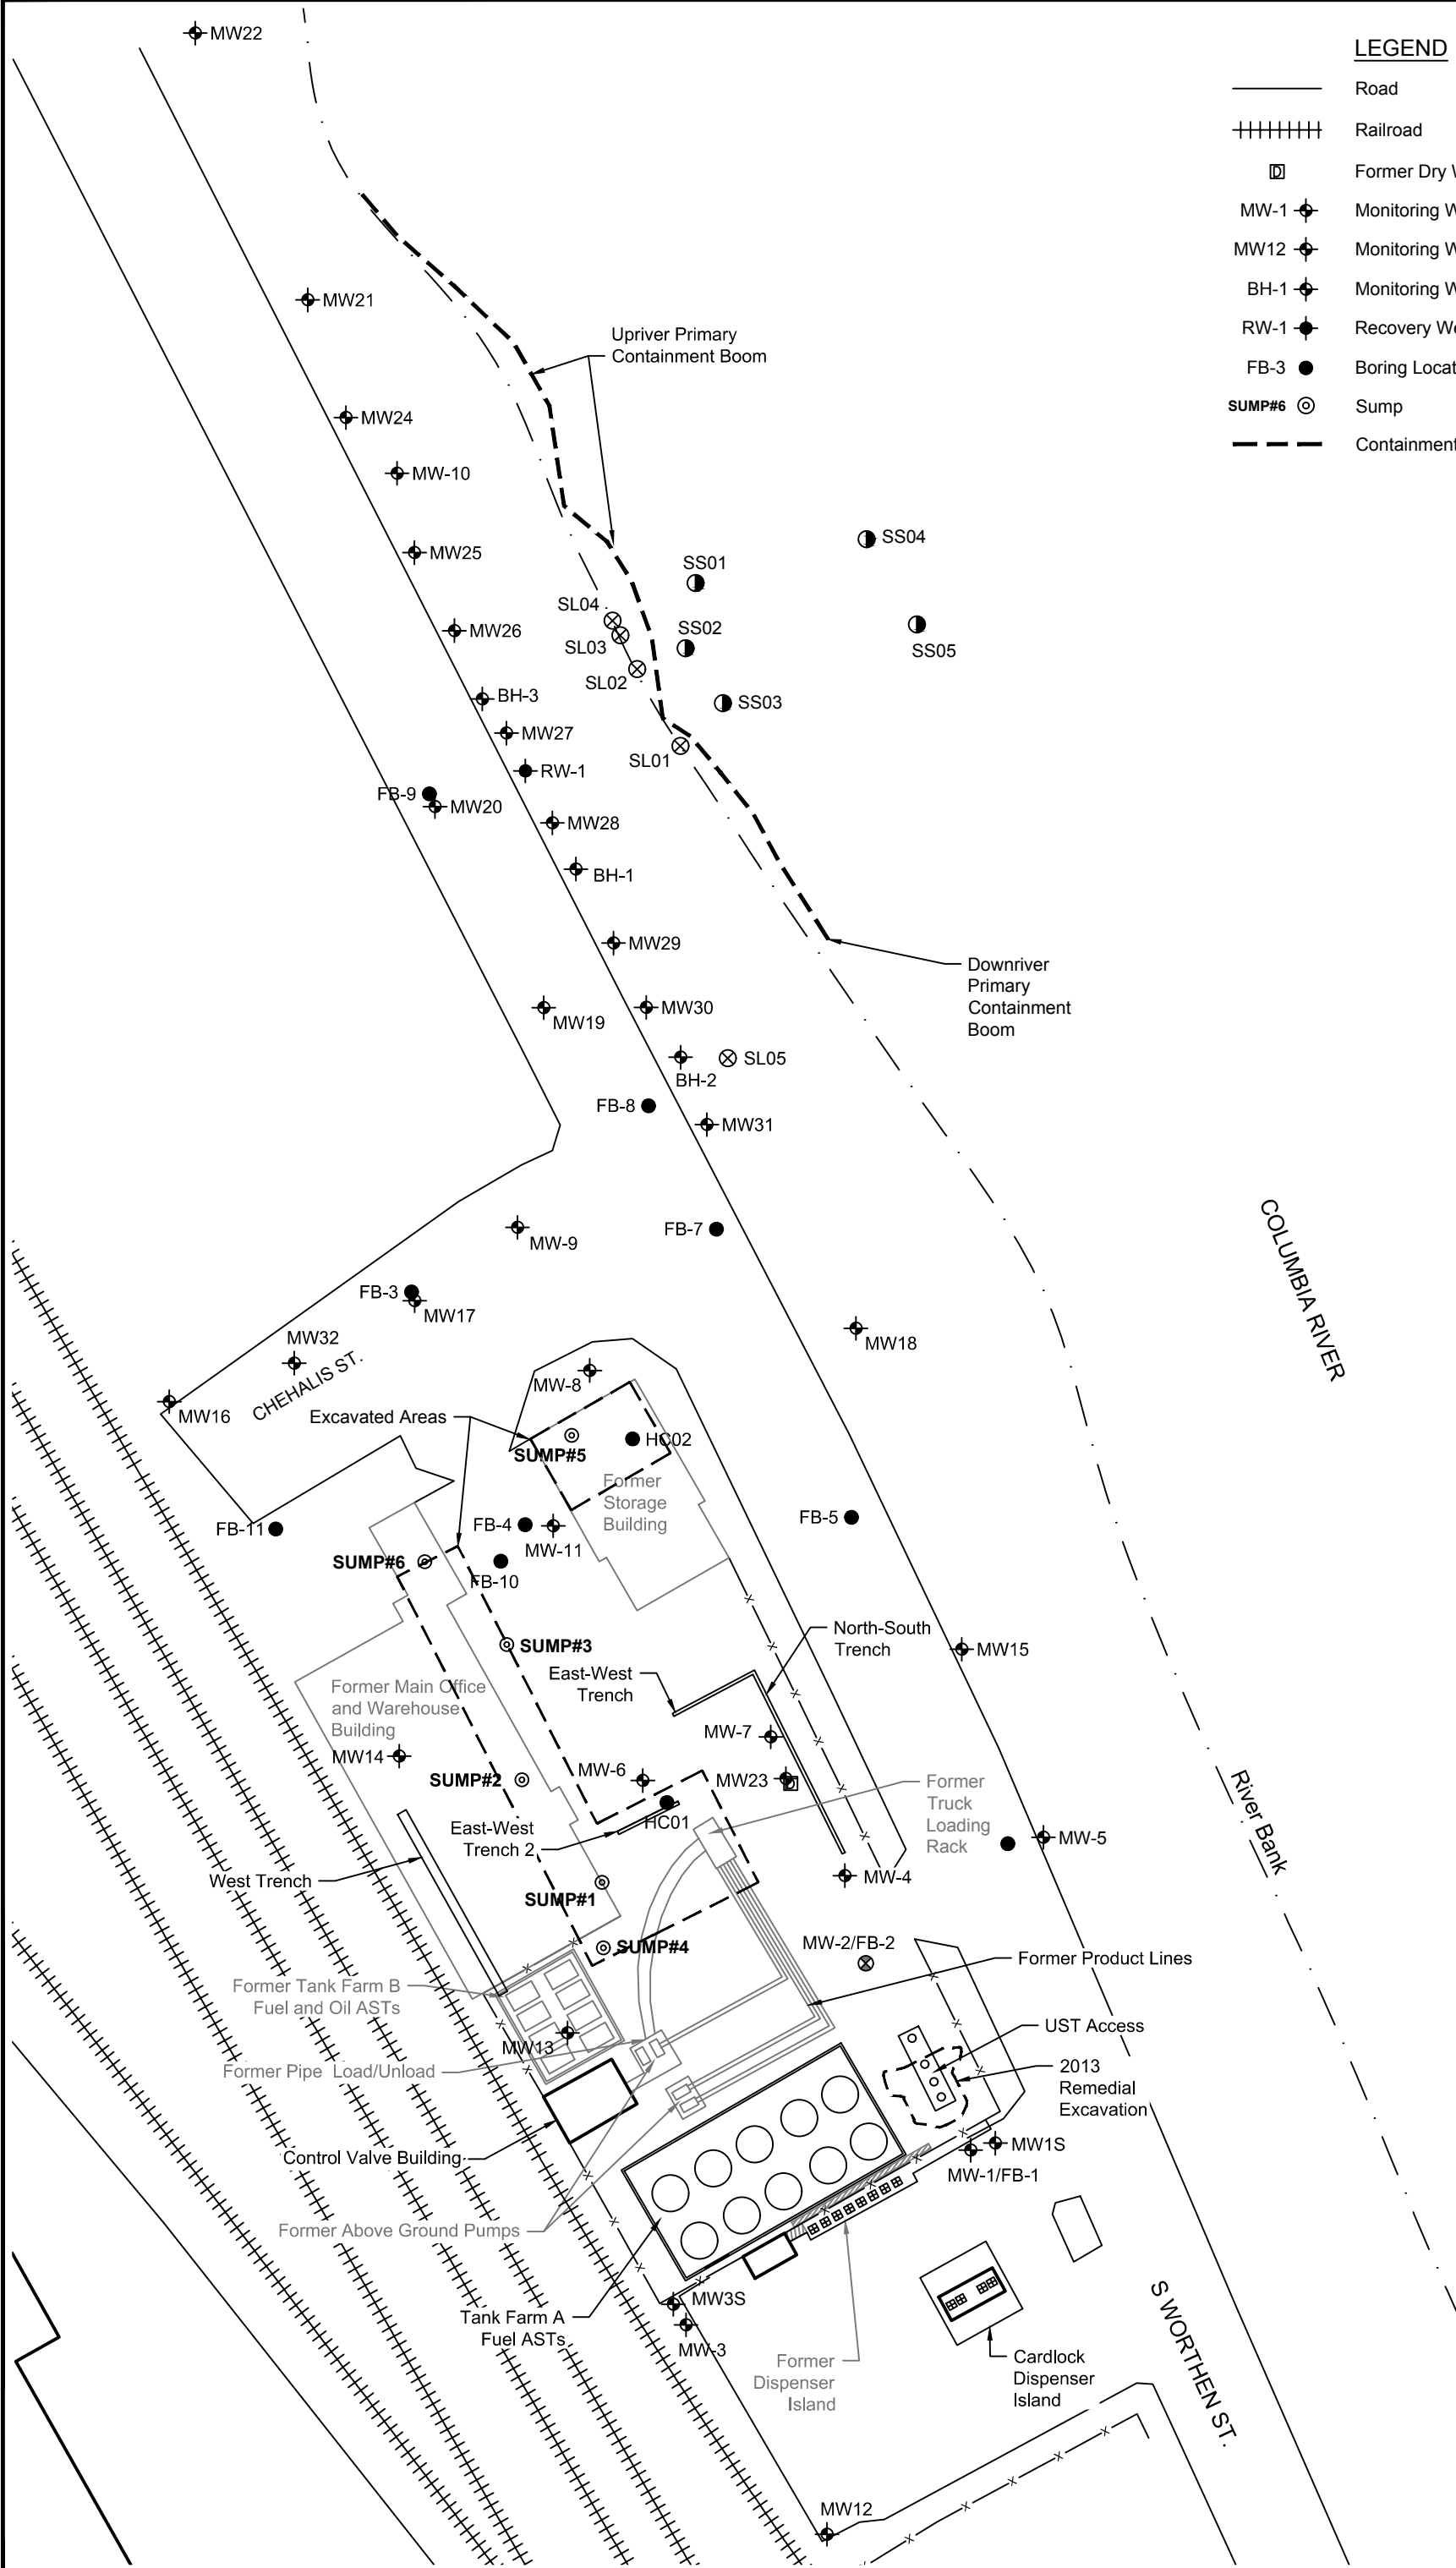 LEGEND
Road
Railroad
Former Dry
MW-1
Monitoring
MW12
Monitoring
BH-1
Monitoring
RW-1
Recovery
FB-3
Boring
SUMP#6
Sump
Containment
MW22
MW21
Upriver Primary
Containment Boom
MW24
MW-10
MW25
SS04
SS01
SL04
MW26
SS02
SS05
SL03
SL02
BH-3
SS03
MW27
SL01
RW-1
FB-9
MW20
MW28
BH-1
MW29
Downriver
Primary
Containment
Boom
MW19
MW30
SL05
BH-2
FB-8
MW31
FB-7
MW-9
COLUMBIA RIVER
FB-3
MW17
MW32
MW18
CHEHALIS ST.
MW-8
MW16
Excavated Areas
HC02
SUMP#5
Former
Storage
Building
FB-11
FB-4
MW-11
FB-5
SUMP#6
FB-10
North-South
Trench
SUMP#3
MW15
East-West
Trench
Former Main Office
and Warehouse
Building
MW-7
MW14
SUMP#2
MW-6
MW23
Former
Truck
Loading
Rack
River Bank
HC01
East-West
Trench 2
MW-5
West Trench
MW-4
SUMP#1
MW-2/FB-2
SUMP#4
Former Product Lines
Former Tank Farm B
Fuel and Oil ASTs
UST Access
MW13
Former Pipe Load/Unload
2013
Remedial
Excavation
MW1S
Control Valve Building
MW-1/FB-1
Former Above Ground Pumps
MW3S
Tank Farm A
Fuel ASTs
MW-3
Former
Dispenser
Island
Cardlock
Dispenser
Island
S WORTHEN ST.
MW12